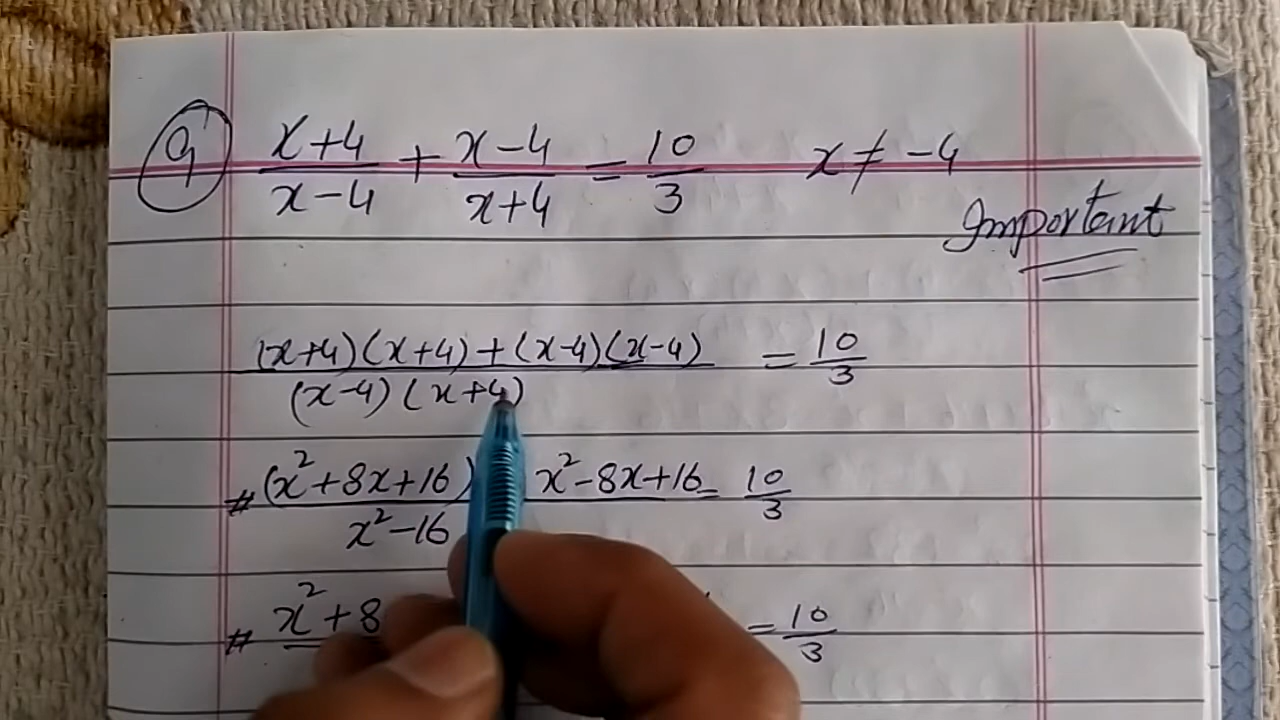 Q 1 x+4/x-4 + x-4/x+4 = 10/3 x ≠ -4
Important
(x+4)(x+4)+(x-4)(x-4)/(x-4)(x+4) = 10/3
# (x²+8x+16) x²-8x+16/x²-16 = 10/3
# x²+8 = 10/3